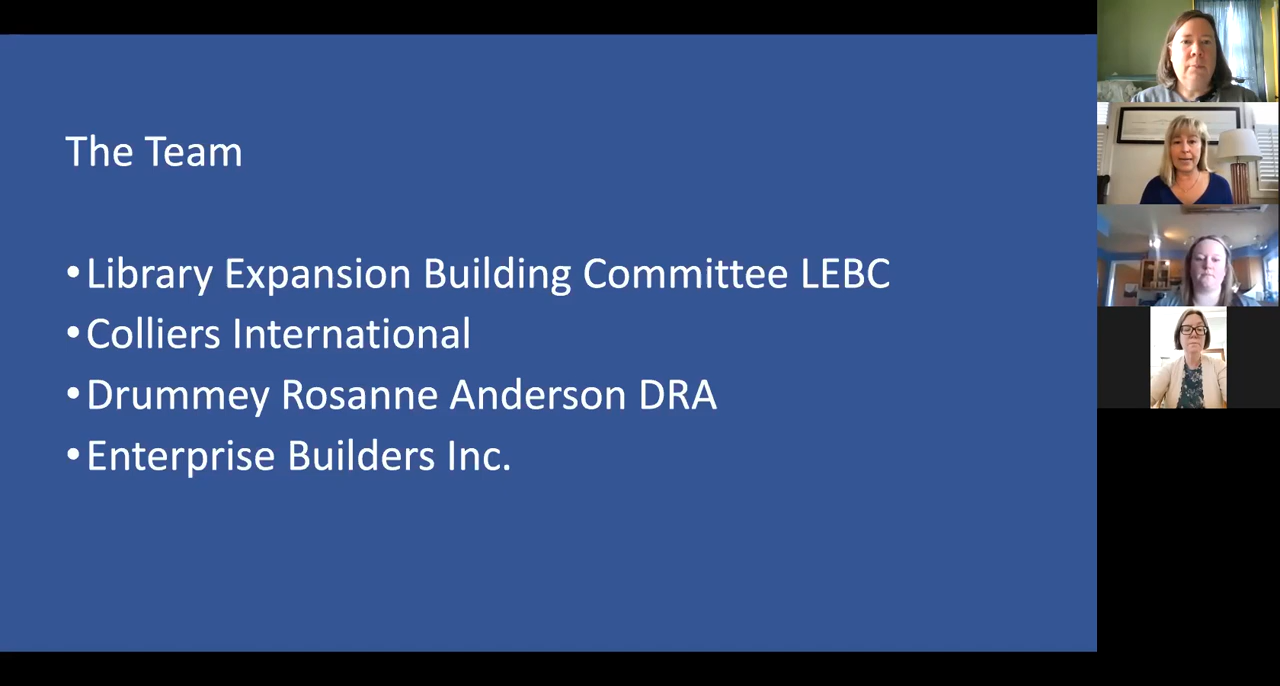 The Team
•Library Expansion Building Committee LEBC
•Colliers International
•Drummey Rosanne Anderson DRA
•Enterprise Builders Inc.